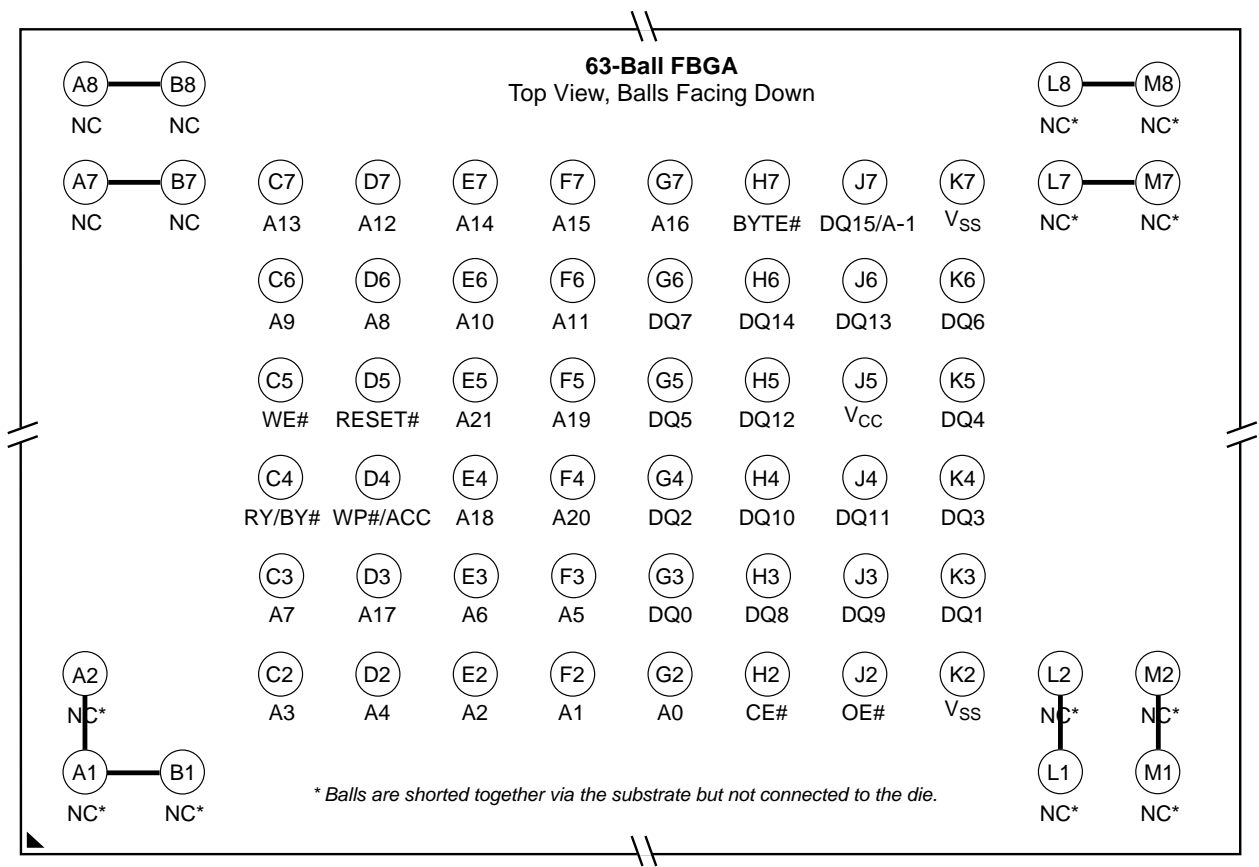 63-Ball FBGA
Top View, Balls Facing Down
A8 B8 L8 M8
NC NC NC* NC*
A7 B7 C7 D7 E7 F7 G7 H7 J7 K7 L7 M7
NC NC A13 A12 A14 A15 A16 BYTE# DQ15/A-1 VSS NC* NC*
C6 D6 E6 F6 G6 H6 J6 K6
A9 A8 A10 A11 DQ7 DQ14 DQ13 DQ6
C5 D5 E5 F5 G5 H5 J5 K5
WE# RESET# A21 A19 DQ5 DQ12 VCC DQ4
C4 D4 E4 F4 G4 H4 J4 K4
RY/BY# WP#/ACC A18 A20 DQ2 DQ10 DQ11 DQ3
C3 D3 E3 F3 G3 H3 J3 K3
A7 A17 A6 A5 DQ0 DQ8 DQ9 DQ1
A2 C2 D2 E2 F2 G2 H2 J2 K2 L2 M2
NC* A3 A4 A2 A1 A0 CE# OE# VSS NC* NC*
A1 B1 L1 M1
NC* NC* NC* NC*
* Balls are shorted together via the substrate but not connected to the die.